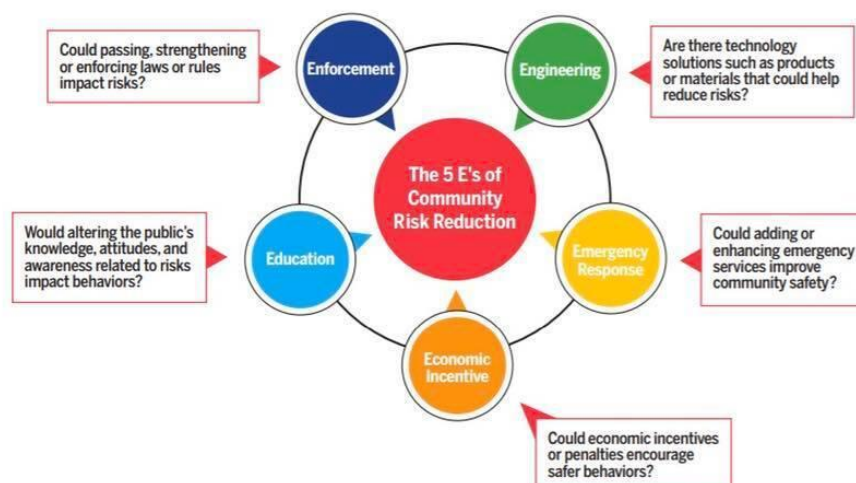 Could passing, strengthening
or enforcing laws or rules
impact risks?
Enforcement
Engineering
Are there technology
solutions such as products
or materials that could help
reduce risks?
The 5 E's of
Community
Risk Reduction
Would altering the public's
knowledge, attitudes, and
awareness related to risks
impact behaviors?
Education
Emergency
Response
Could adding or
enhancing emergency
services improve
community safety?
Economic
Incentive
Could economic incentives
or penalties encourage
safer behaviors?